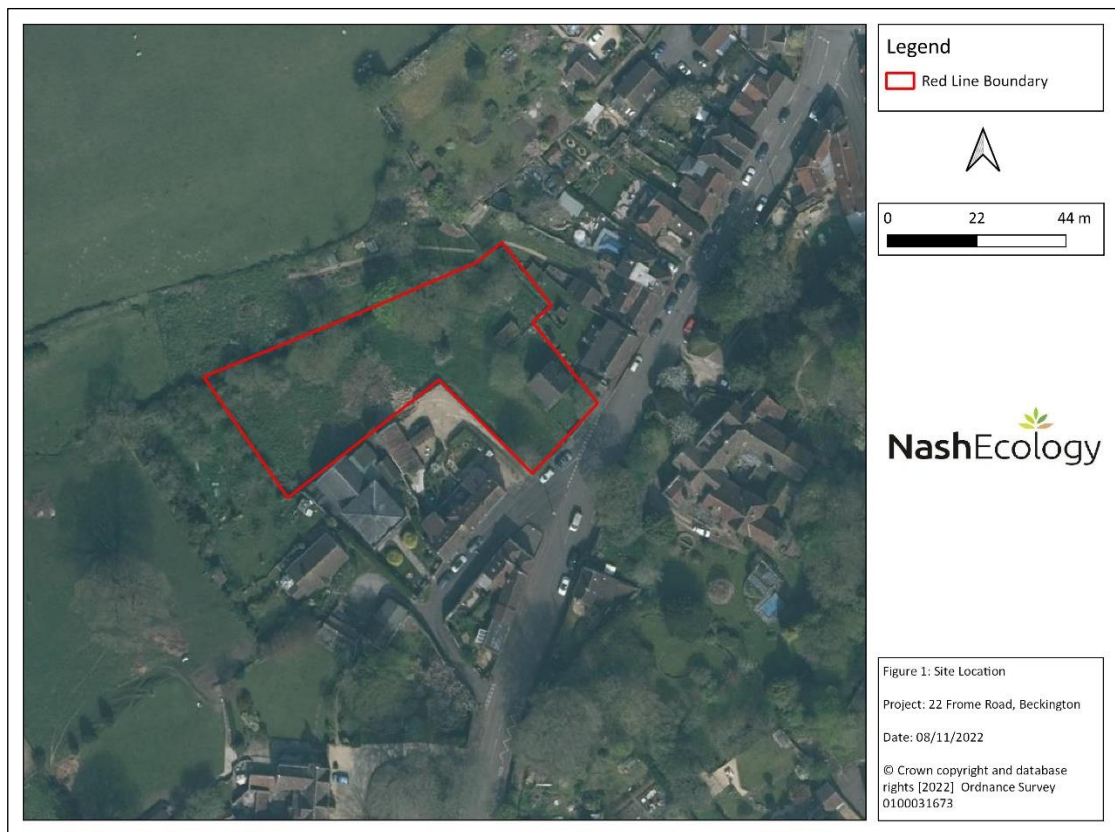 Legend
Red Line Boundary
0 22 44 m
NashEcology
Figure 1: Site Location
Project: 22 Frome Road, Beckington
Date: 08/11/2022
© Crown copyright and database
rights [2022] Ordnance Survey
0100031673